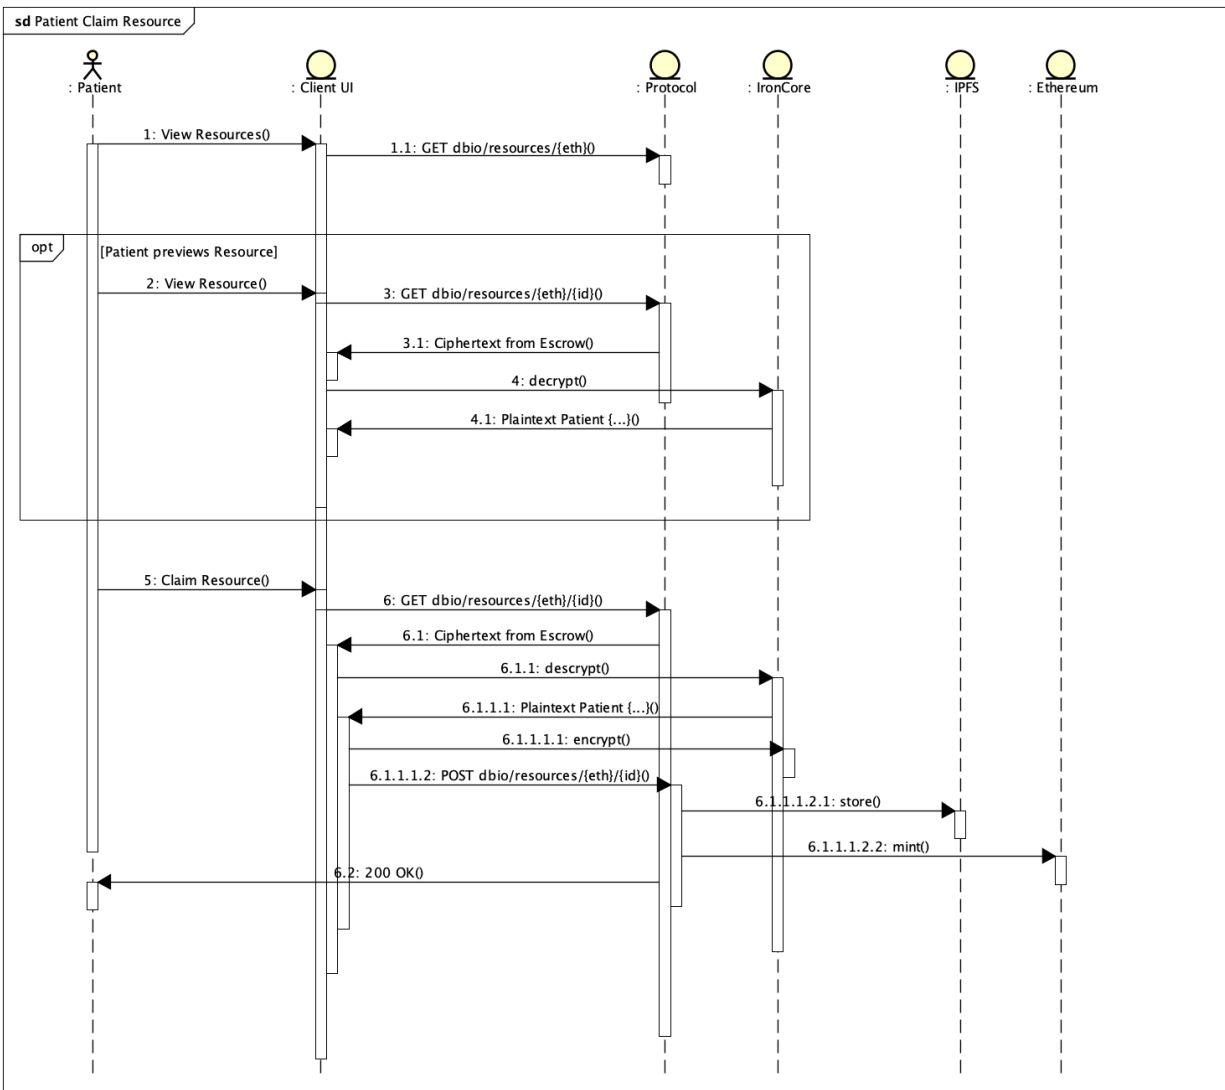 sd Patient Claim Resource
: Patient
: Client UI
: Protocol
: IronCore
: IPFS
: Ethereum
1: View Resources()
1.1: GET dbio/resources/{eth}()
opt
[Patient previews Resource]
2: View Resource()
3: GET dbio/resources/{eth}/{id}()
3.1: Ciphertext from Escrow()
4: decrypt()
4.1: Plaintext Patient {...}()
5: Claim Resource()
6: GET dbio/resources/{eth}/{id}()
6.1: Ciphertext from Escrow()
6.1.1: descrypt()
6.1.1.1: Plaintext Patient {...}()
6.1.1.1.1: encrypt()
6.1.1.1.2: POST dbio/resources/{eth}/{id}()
6.1.1.1.2.1: store()
6.1.1.1.2.2: mint()
6.2: 200 OK()